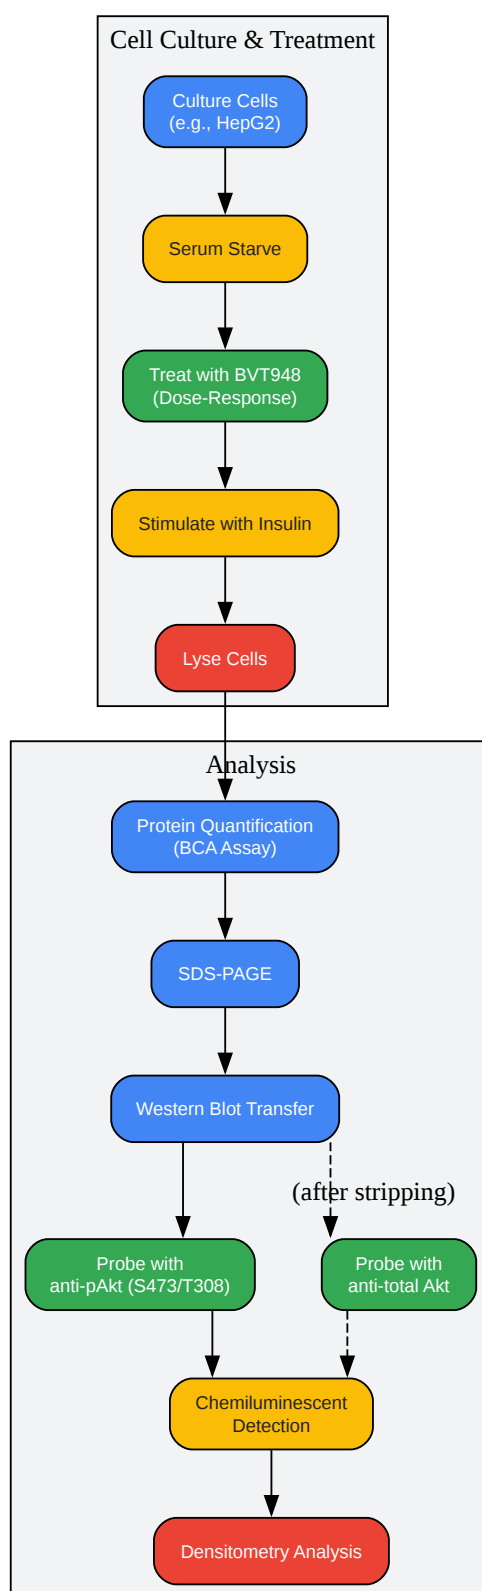 Cell Culture & Treatment
Culture Cells
(e.g., HepG2)
Serum Starve
Treat with BVT948
(Dose-Response)
Stimulate with Insulin
Lyse Cells
Analysis
Protein Quantification
(BCA Assay)
SDS-PAGE
Western Blot Transfer
(after stripping)
Probe with
anti-pAkt (S473/T308)
Probe with
anti-total Akt
Chemiluminescent
Detection
Densitometry Analysis